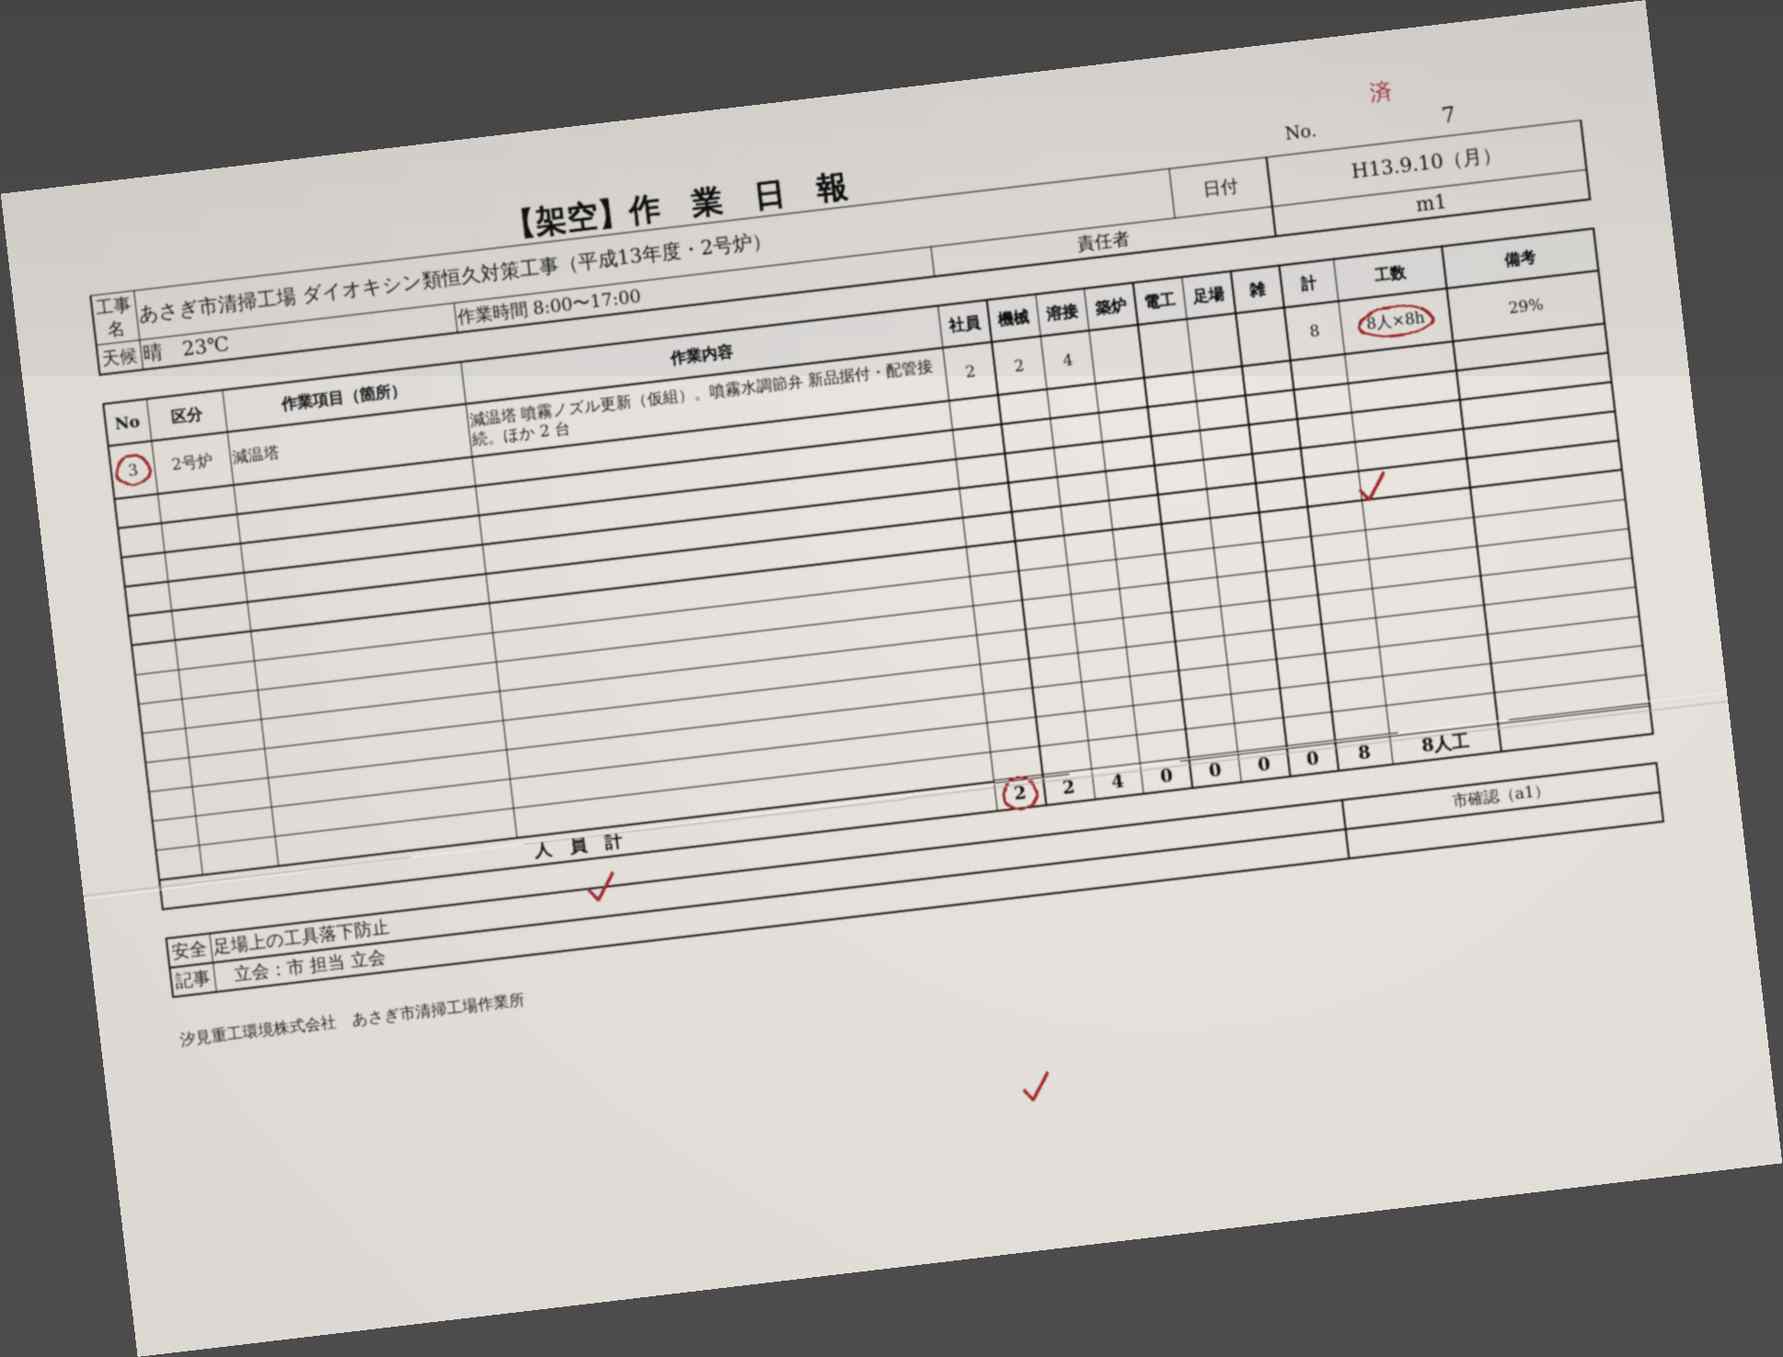 済
No. 7
【架空】作 業 日 報
工事名 あさぎ市清掃工場 ダイオキシン類恒久対策工事（平成13年度・2号炉） 日付 H13.9.10（月）
天候 晴 23℃ 作業時間 8:00〜17:00 責任者 m1
No 区分 作業項目（箇所） 作業内容 社員 機械 溶接 築炉 電工 足場 雑 計 工数 備考
3 2号炉 減温塔 減温塔 噴霧ノズル更新（仮組）。噴霧水調節弁 新品据付・配管接 2 2 4 8 8人×8h 29%
続。ほか 2 台
人 員 計 2 2 4 0 0 0 0 8 8人工
安全 足場上の工具落下防止 市確認（a1）
記事 立会：市 担当 立会
汐見重工環境株式会社 あさぎ市清掃工場作業所